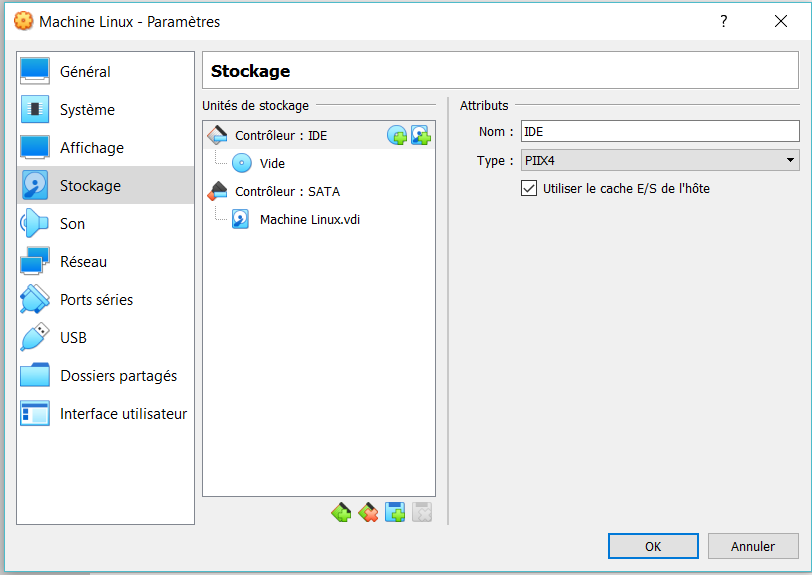 Machine Linux - Paramètres
?
Général
Système
Affichage
Stockage
Son
Réseau
Ports séries
USB
Dossiers partagés
Interface utilisateur
Stockage
Unités de stockage
Contrôleur : IDE
Vide
Contrôleur : SATA
Machine Linux.vdi
Attributs
Nom : IDE
Type : PIIX4
Utiliser le cache E/S de l'hôte
OK
Annuler